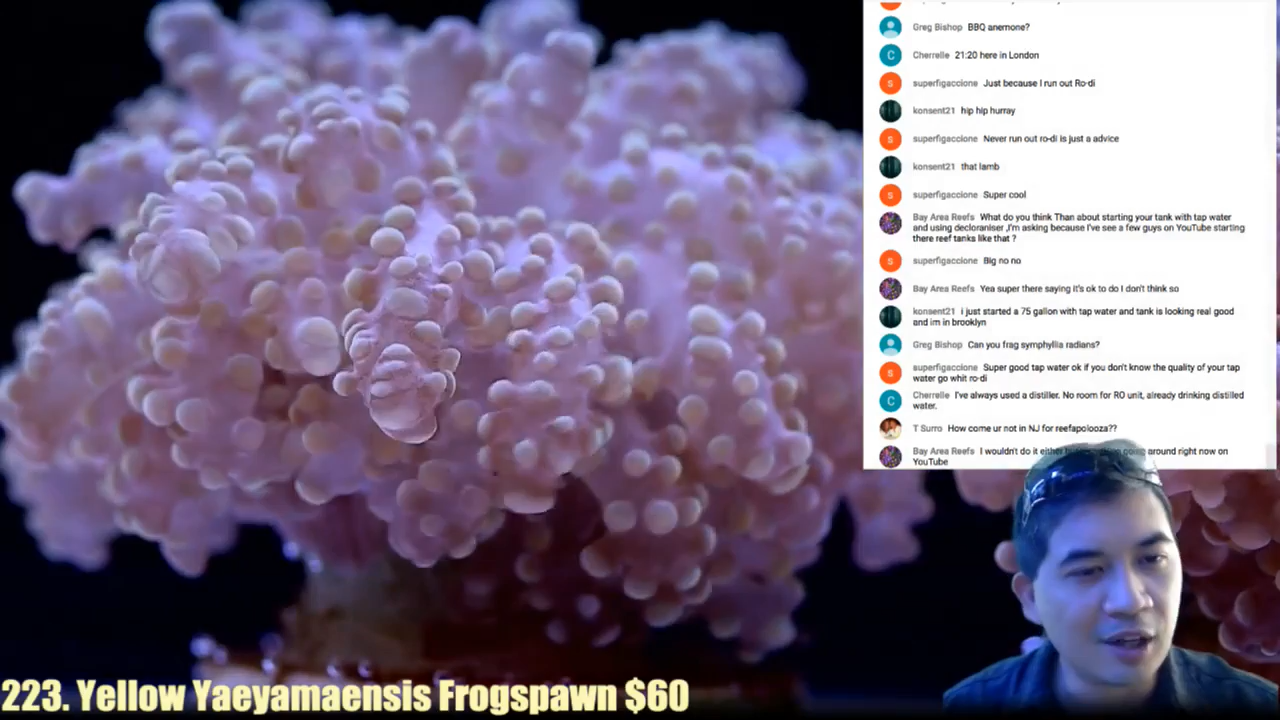 Greg Bishop BBQ anemone?
C Cherrelle 21:20 here in London
s superfigaccione Just because I run out Ro-di
konsent21 hip hip hurray
s superfigaccione Never run out ro-di is just a advice
konsent21 that lamb
s superfigaccione Super cool
Bay Area Reefs What do you think Than about starting your tank with tap water
and using decloraniser ,I'm asking because I've see a few guys on YouTube starting
there reef tanks like that ?
s superfigaccione Big no no
Bay Area Reefs Yea super there saying it's ok to do I don't think so
konsent21 i just started a 75 gallon with tap water and tank is looking real good
and im in brooklyn
Greg Bishop Can you frag symphyllia radians?
s superfigaccione Super good tap water ok if you don't know the quality of your tap
water go whit ro-di
C Cherrelle I've always used a distiller. No room for RO unit, already drinking distilled
water.
T Surro How come ur not in NJ for reefapolooza??
Bay Area Reefs I wouldn't do it either going around right now on
YouTube
223. Yellow Yaeyamaensis Frogspawn $60